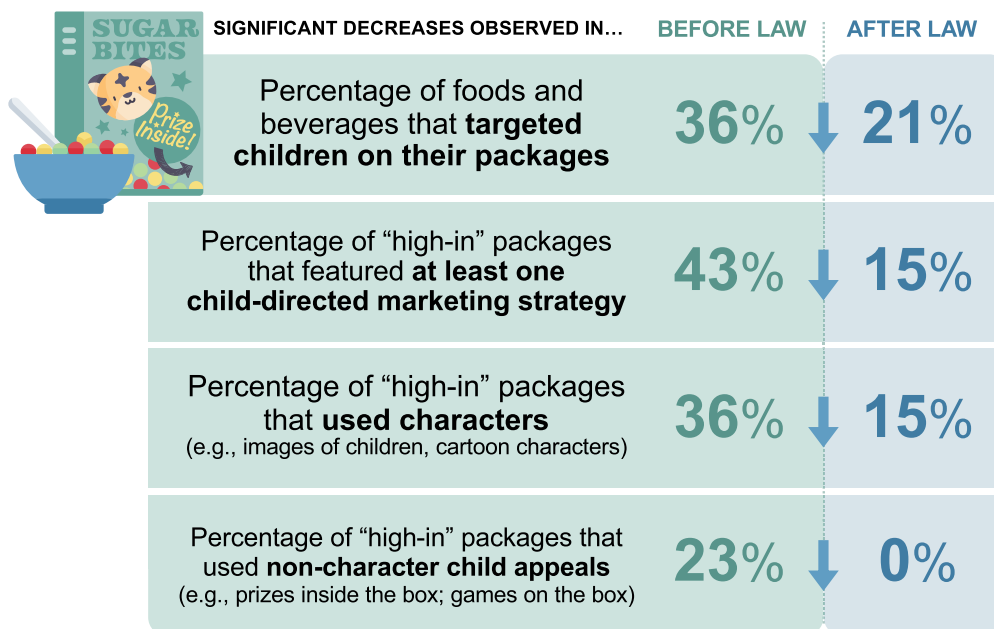 SUGAR
BITES
Prize
Inside!
SIGNIFICANT DECREASES OBSERVED IN…
BEFORE LAW
AFTER LAW
Percentage of foods and
beverages that targeted
children on their packages
36%
21%
Percentage of “high-in” packages
that featured at least one
child-directed marketing strategy
43%
15%
Percentage of “high-in” packages
that used characters
(e.g., images of children, cartoon characters)
36%
15%
Percentage of “high-in” packages that
used non-character child appeals
(e.g., prizes inside the box; games on the box)
23%
0%